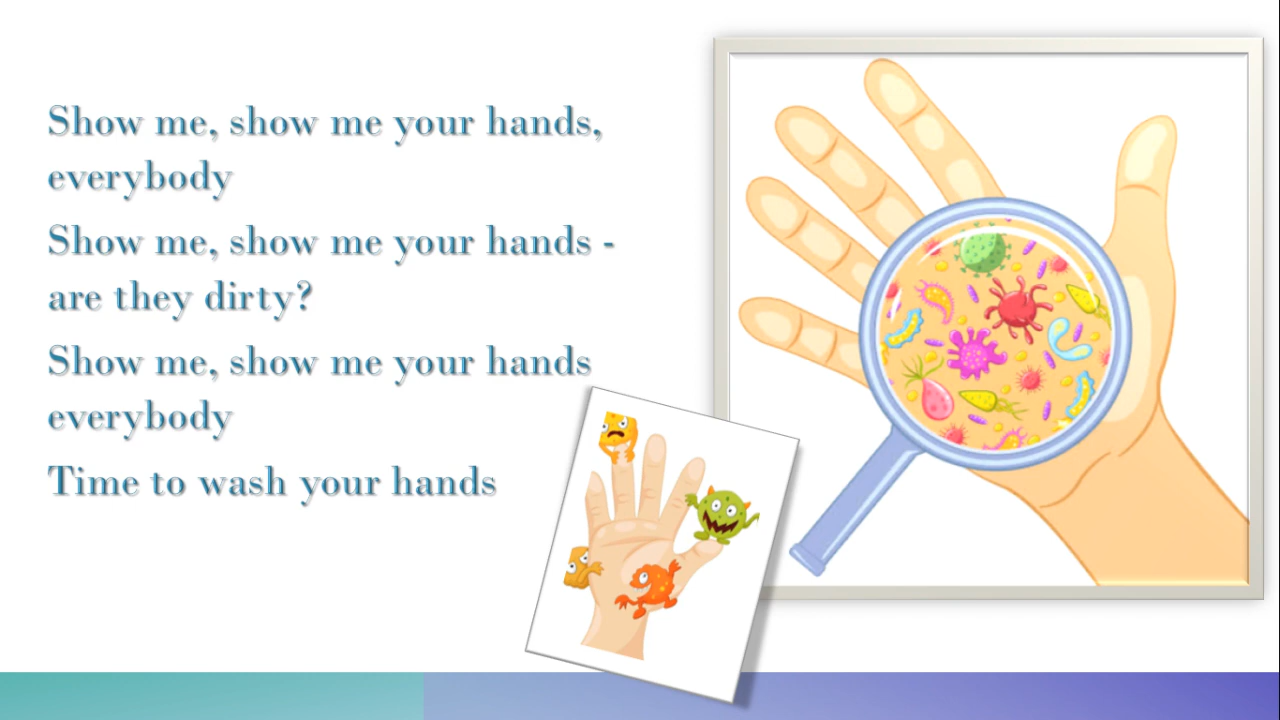 Show me, show me your hands,
everybody
Show me, show me your hands -
are they dirty?
Show me, show me your hands
everybody
Time to wash your hands